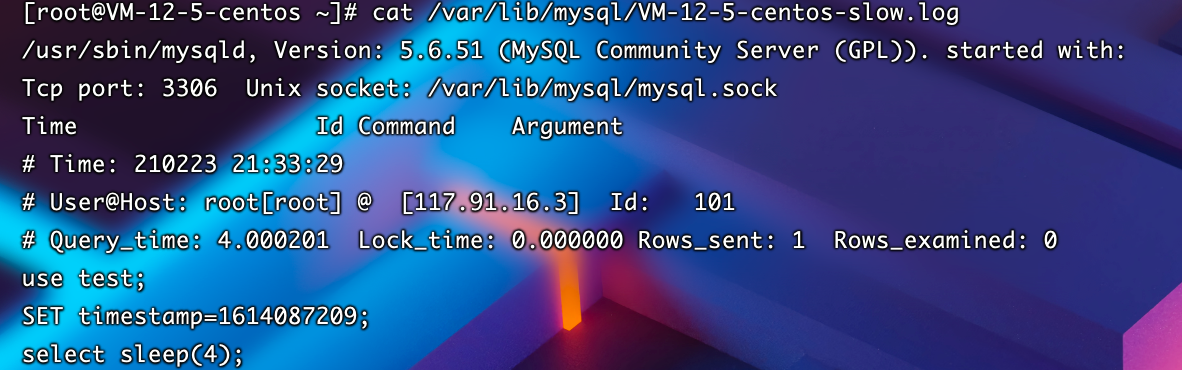 [root@VM-12-5-centos ~]# cat /var/lib/mysql/VM-12-5-centos-slow.log
/usr/sbin/mysqld, Version: 5.6.51 (MySQL Community Server (GPL)). started with:
Tcp port: 3306  Unix socket: /var/lib/mysql/mysql.sock
Time                 Id Command    Argument
# Time: 210223 21:33:29
# User@Host: root[root] @  [117.91.16.3]  Id:   101
# Query_time: 4.000201  Lock_time: 0.000000 Rows_sent: 1  Rows_examined: 0
use test;
SET timestamp=1614087209;
select sleep(4);